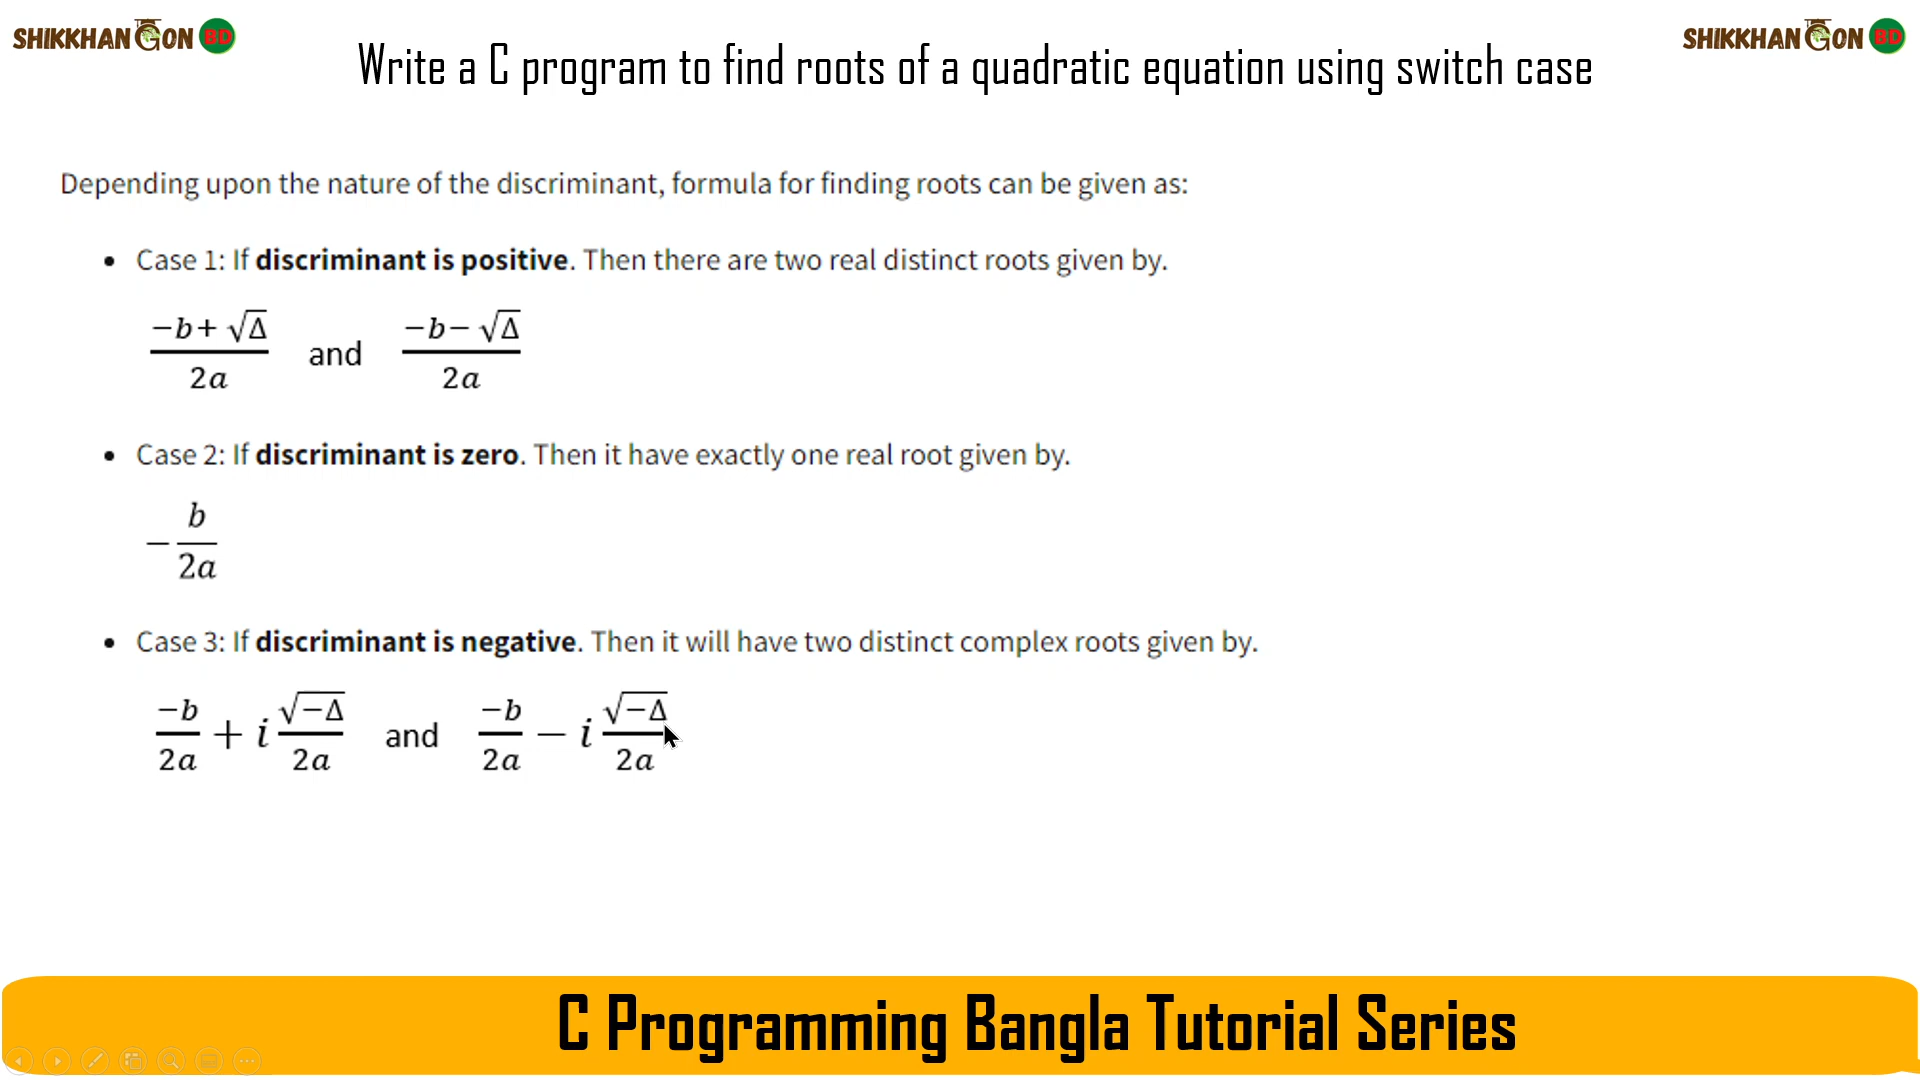 SHIKKHANGON BD
SHIKKHANGON BD
Write a C program to find roots of a quadratic equation using switch case
Depending upon the nature of the discriminant, formula for finding roots can be given as:
• Case 1: If discriminant is positive. Then there are two real distinct roots given by.
(−b+√Δ)/2a and (−b−√Δ)/2a
• Case 2: If discriminant is zero. Then it have exactly one real root given by.
−b/2a
• Case 3: If discriminant is negative. Then it will have two distinct complex roots given by.
−b/2a + i √−Δ/2a and −b/2a − i √−Δ/2a
C Programming Bangla Tutorial Series